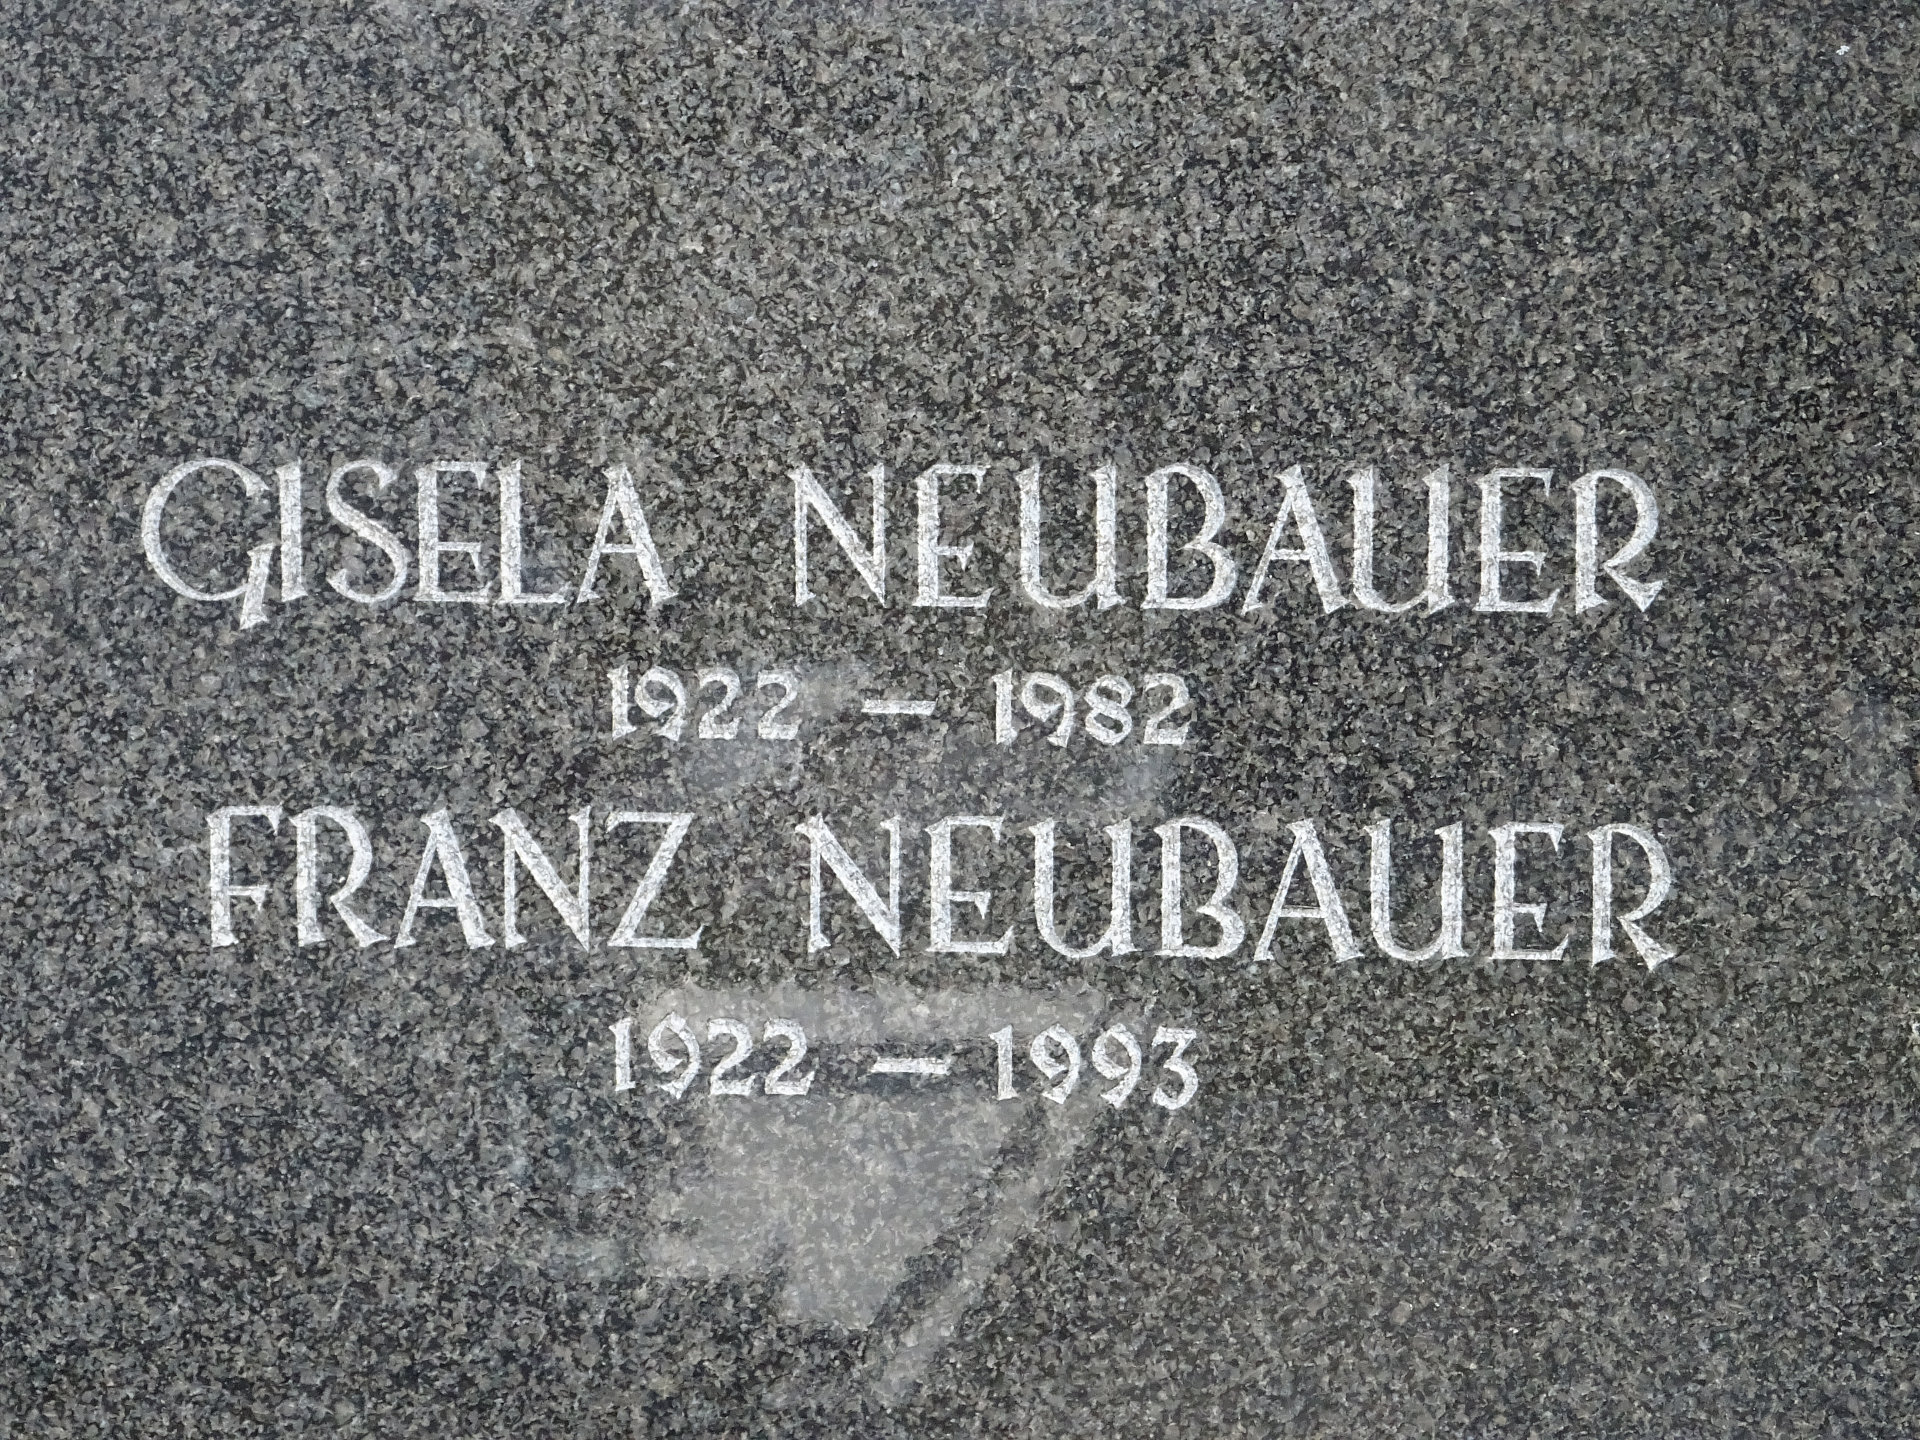 GISELA NEUBAUER
1922 – 1982
FRANZ NEUBAUER
1922 – 1993